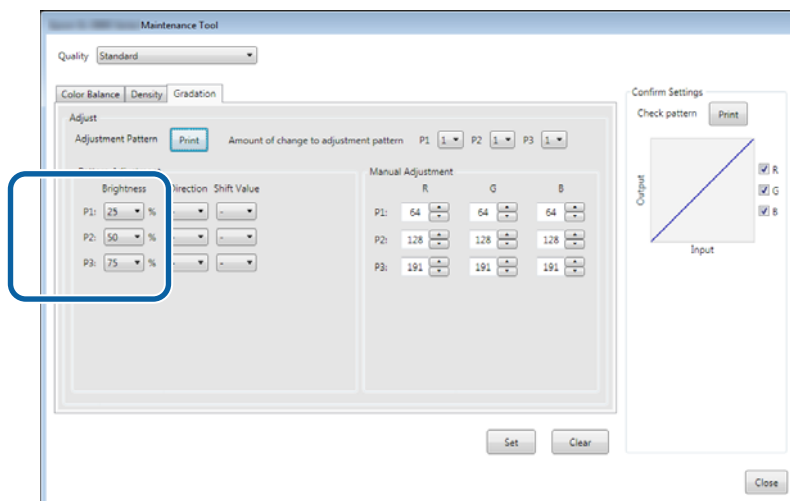 Maintenance Tool
Quality Standard
Color Balance Density Gradation
Adjust
Adjustment Pattern Print Amount of change to adjustment pattern P1 1 P2 1 P3 1
Brightness Direction Shift Value
P1: 25 % - -
P2: 50 % - -
P3: 75 % - -
Manual Adjustment
R G B
P1: 64 64 64
P2: 128 128 128
P3: 191 191 191
Set Clear
Confirm Settings
Check pattern Print
Output
Input
R
G
B
Close